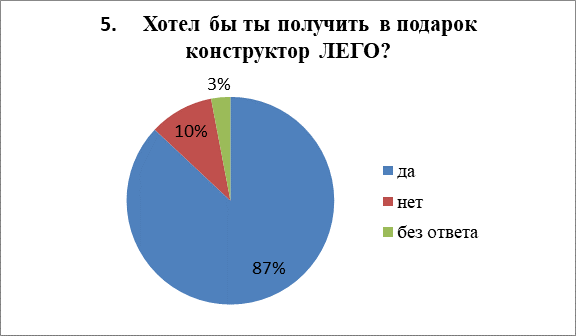 5. Хотел бы ты получить в подарок
конструктор ЛЕГО?
3%
10%
87%
да
нет
без ответа